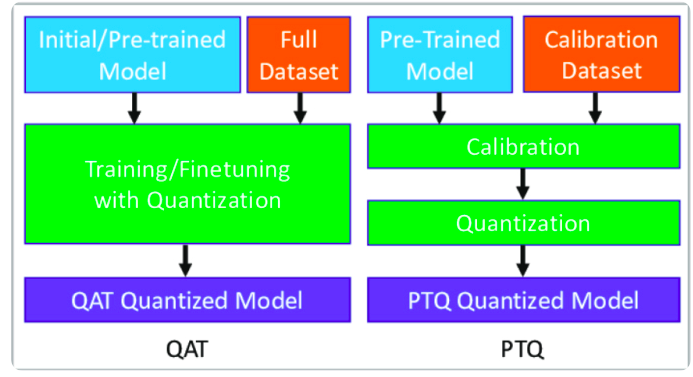 Initial/Pre-trained
Model
Full
Dataset
Training/Finetuning
with Quantization
QAT Quantized Model
QAT
Pre-Trained
Model
Calibration
Dataset
Calibration
Quantization
PTQ Quantized Model
PTQ